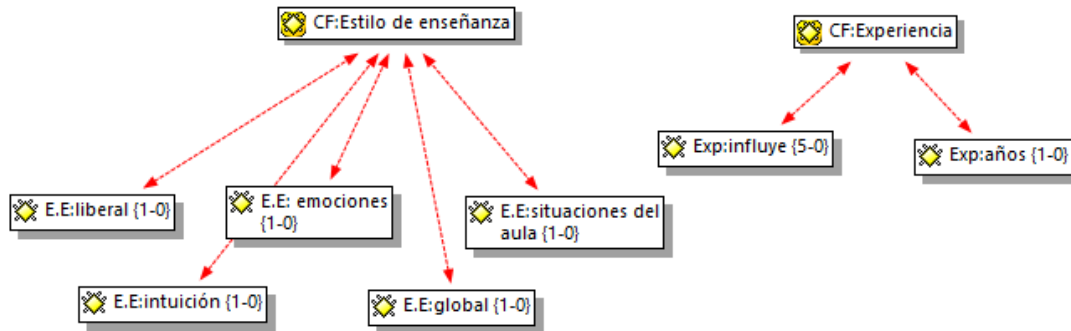 CF:Estilo de enseñanza
CF:Experiencia
Exp:influye {5-0}
Exp:años {1-0}
E.E:liberal {1-0}
E.E: emociones
{1-0}
E.E:situaciones del
aula {1-0}
E.E:intuición {1-0}
E.E:global {1-0}